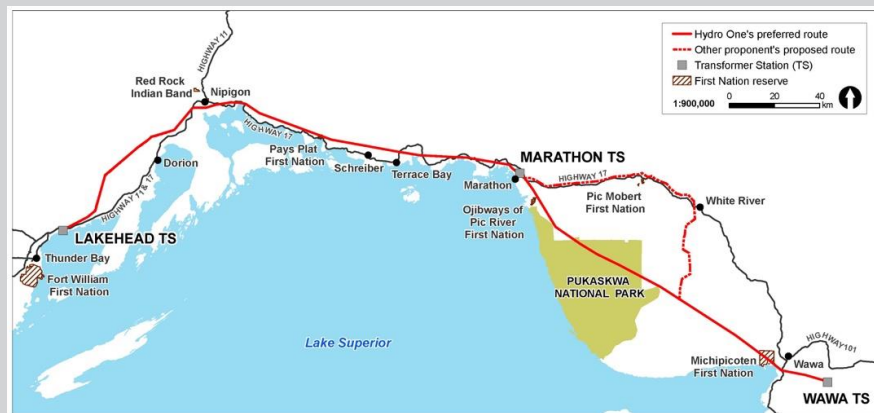 Hydro One's preferred route
Other proponent's proposed route
Transformer Station (TS)
First Nation reserve
1:900,000
0 20 40
km
HIGHWAY 11
Red Rock
Indian Band
Nipigon
HIGHWAY 17
Dorion
HIGHWAY 11 & 17
Pays Plat
First Nation
Schreiber
Terrace Bay
MARATHON TS
Marathon
HIGHWAY 17
Pic Mobert
First Nation
White River
Ojibways of
Pic River
First Nation
LAKEHEAD TS
Thunder Bay
Fort William
First Nation
PUKASKWA
NATIONAL PARK
Lake Superior
HIGHWAY101
Michipicoten
First Nation
Wawa
WAWA TS